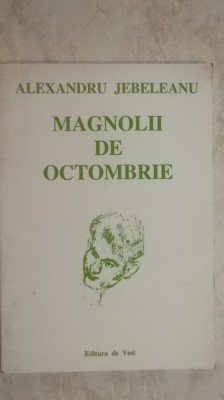 ALEXANDRU JEBELEANU
MAGNOLII
DE
OCTOMBRIE
Editura de Vest